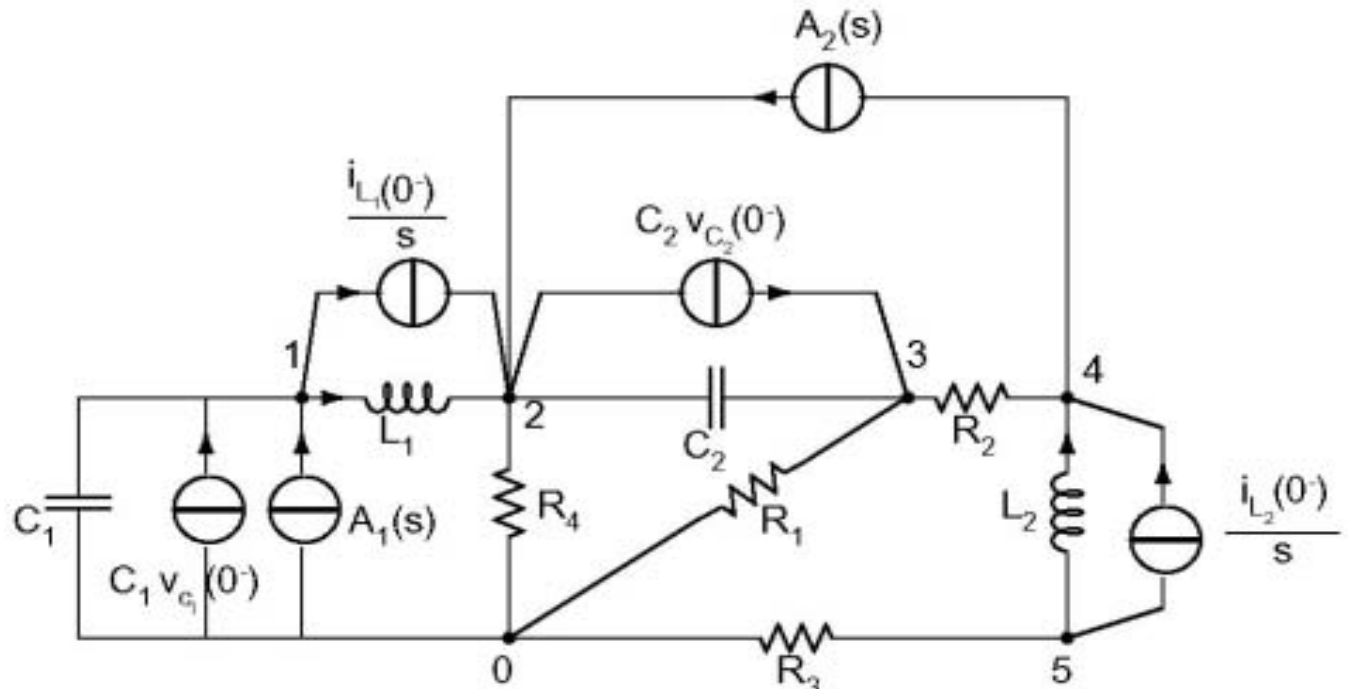 A₂(s)
i_L₁(0⁻)
s
C₂ v_C₂(0⁻)
1
3
4
L₁
2
C₂
R₂
C₁
A₁(s)
R₄
R₁
L₂
i_L₂(0⁻)
s
C₁ v_c₁(0⁻)
0
R₃
5